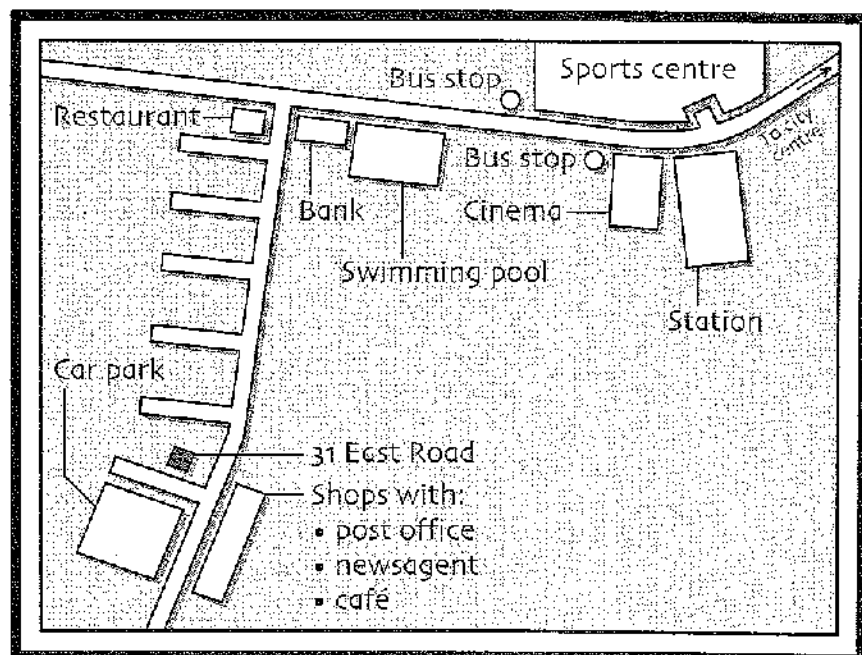 Sports centre
Bus stop
Restaurant
To city
centre
Bus stop
Bank
Cinema
Swimming pool
Station
Car park
31 East Road
Shops with:
▪ post office
▪ newsagent
▪ café